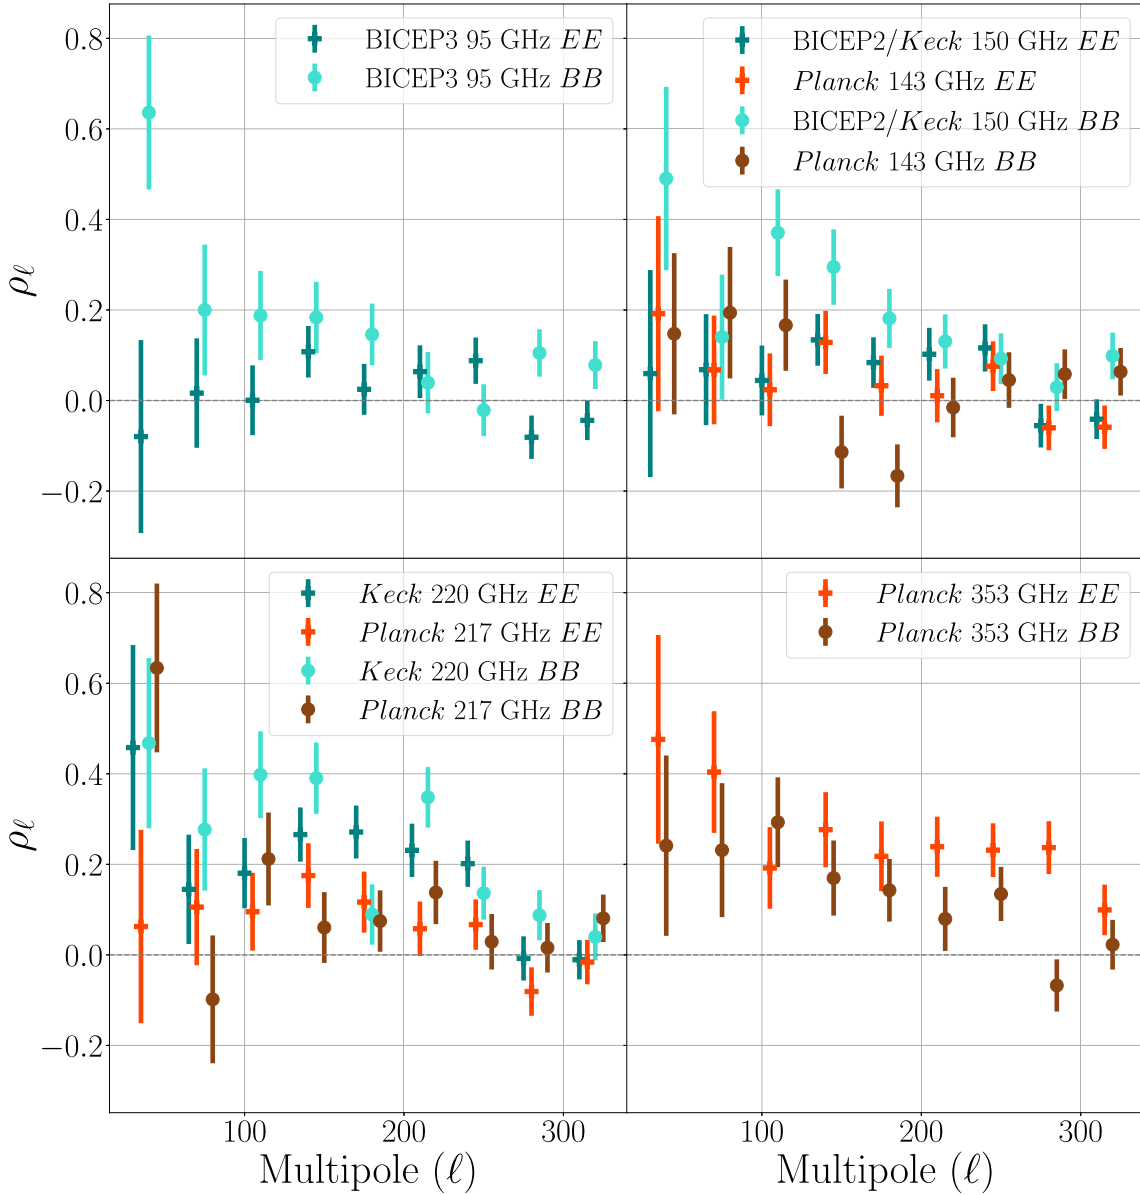 BICEP3 95 GHz EE
BICEP3 95 GHz BB
BICEP2/Keck 150 GHz EE
Planck 143 GHz EE
BICEP2/Keck 150 GHz BB
Planck 143 GHz BB
0.8
0.6
0.4
0.2
0.0
−0.2
ρℓ
Keck 220 GHz EE
Planck 217 GHz EE
Keck 220 GHz BB
Planck 217 GHz BB
Planck 353 GHz EE
Planck 353 GHz BB
0.8
0.6
0.4
0.2
0.0
−0.2
ρℓ
100 200 300
100 200 300
Multipole (ℓ)
Multipole (ℓ)